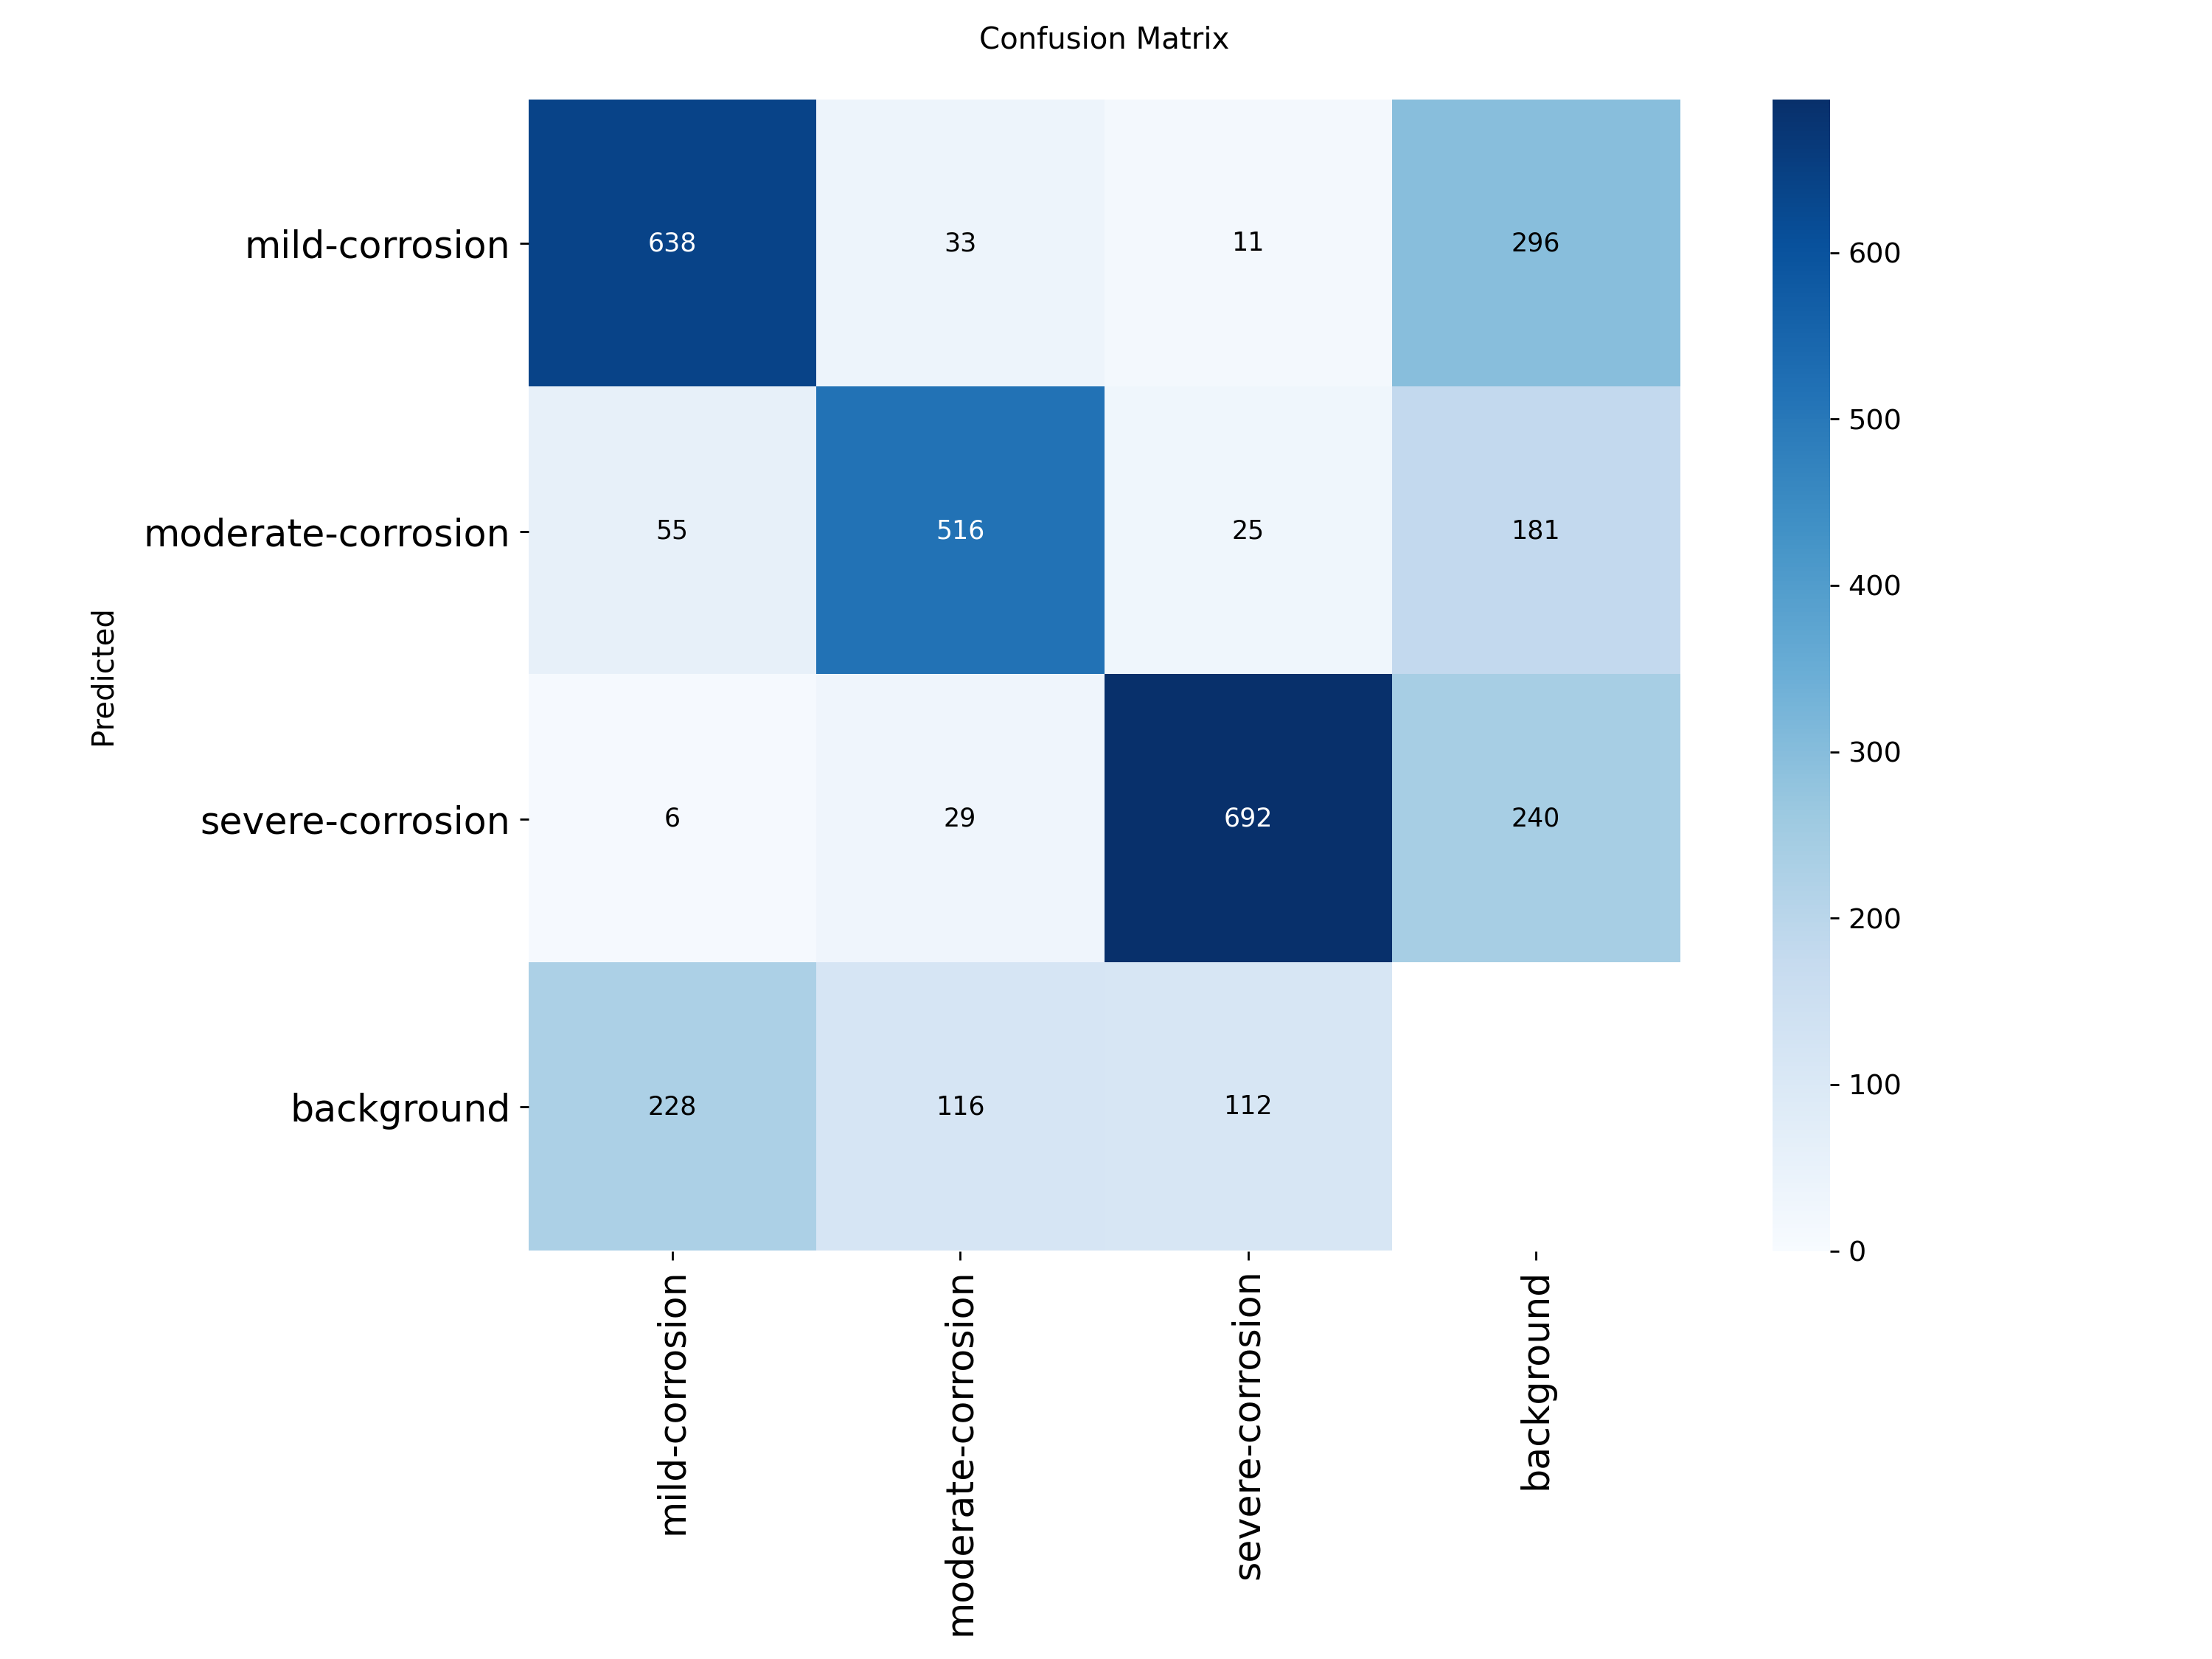 Confusion Matrix
Predicted
mild-corrosion 638 33 11 296
moderate-corrosion 55 516 25 181
severe-corrosion 6 29 692 240
background 228 116 112
mild-corrosion
moderate-corrosion
severe-corrosion
background
600
500
400
300
200
100
0